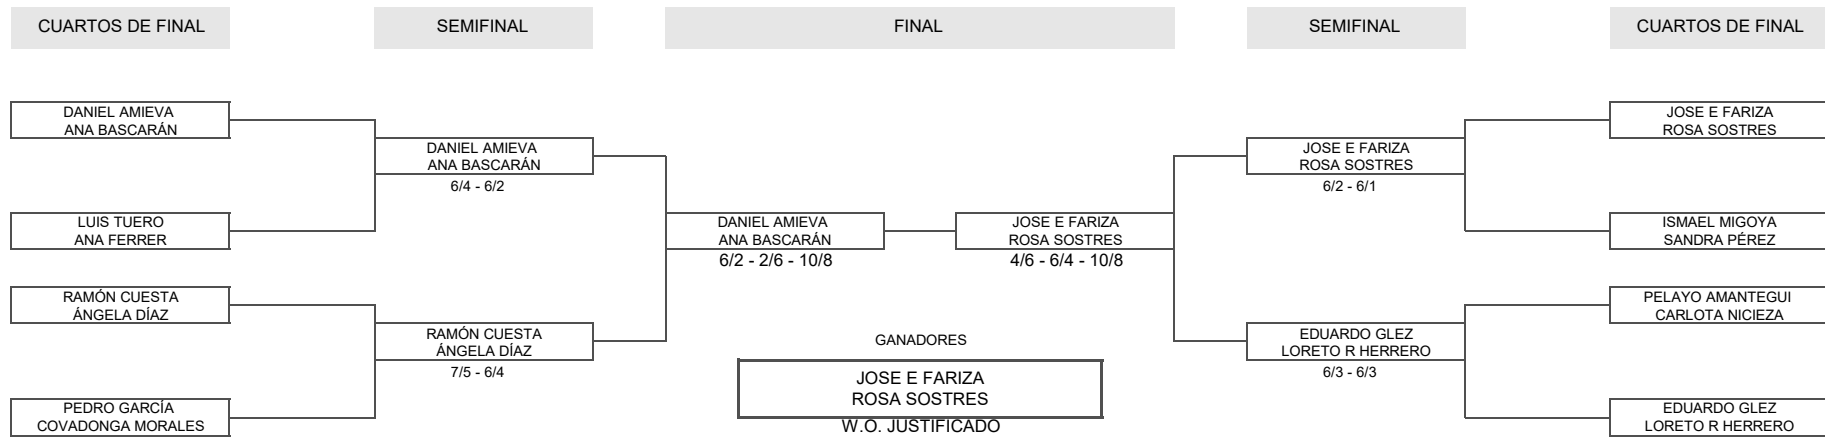 CUARTOS DE FINAL
SEMIFINAL
FINAL
SEMIFINAL
CUARTOS DE FINAL
DANIEL AMIEVA
ANA BASCARÁN
LUIS TUERO
ANA FERRER
RAMÓN CUESTA
ÁNGELA DÍAZ
PEDRO GARCÍA
COVADONGA MORALES
DANIEL AMIEVA
ANA BASCARÁN
6/4 - 6/2
RAMÓN CUESTA
ÁNGELA DÍAZ
7/5 - 6/4
DANIEL AMIEVA
ANA BASCARÁN
6/2 - 2/6 - 10/8
JOSE E FARIZA
ROSA SOSTRES
4/6 - 6/4 - 10/8
GANADORES
JOSE E FARIZA
ROSA SOSTRES
W.O. JUSTIFICADO
JOSE E FARIZA
ROSA SOSTRES
6/2 - 6/1
EDUARDO GLEZ
LORETO R HERRERO
6/3 - 6/3
JOSE E FARIZA
ROSA SOSTRES
ISMAEL MIGOYA
SANDRA PÉREZ
PELAYO AMANTEGUI
CARLOTA NICIEZA
EDUARDO GLEZ
LORETO R HERRERO